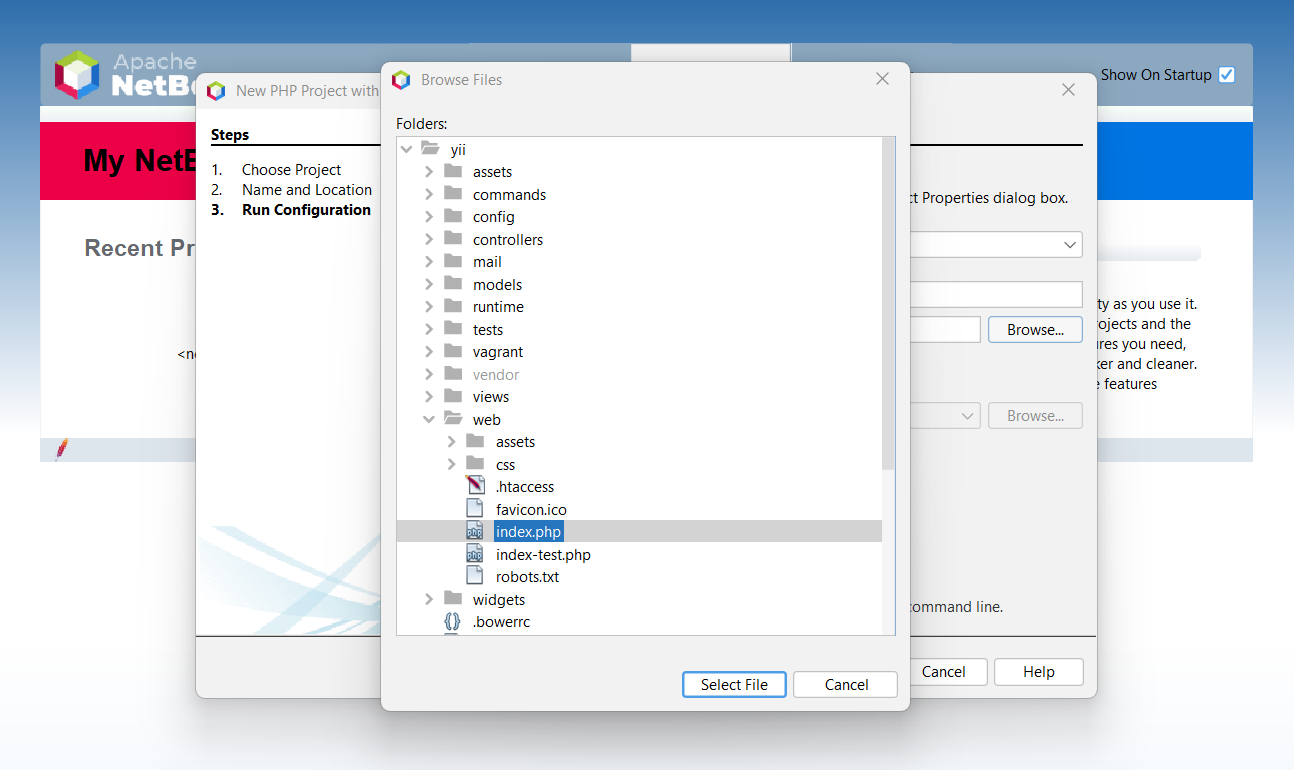 Apache
NetB
Show On Startup
My NetB
Recent Pr
New PHP Project with
Steps
1. Choose Project
2. Name and Location
3. Run Configuration
Browse Files
Folders:
yii
assets
commands
config
controllers
mail
models
runtime
tests
vagrant
vendor
views
web
assets
css
.htaccess
favicon.ico
index.php
index-test.php
robots.txt
widgets
.bowerrc
Select File
Cancel
ct Properties dialog box.
Browse...
Browse...
command line.
Cancel
Help
ty as you use it.
ojects and the
ures you need,
ker and cleaner.
e features